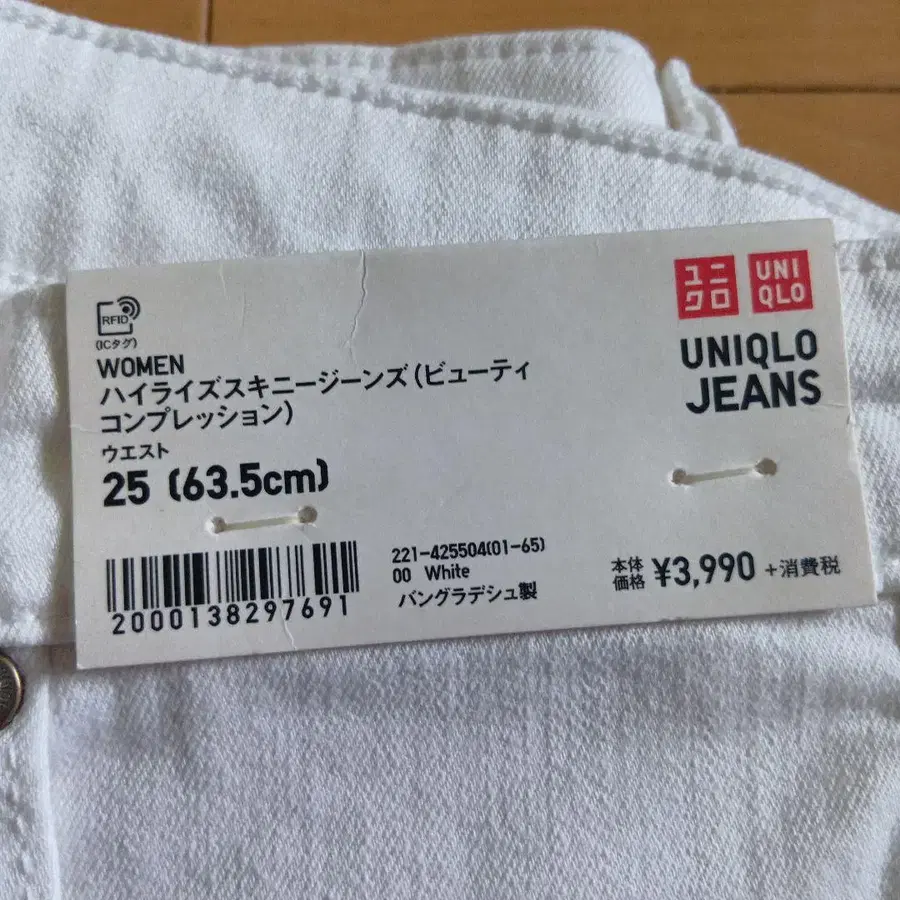 RFID
(ICタグ)
WOMEN
ハイライズスキニージーンズ(ビューティ
コンプレッション)
ウエスト
25 (63.5cm)
2000138297691
221-425504(01-65)
00 White
バングラデシュ製
ユニ
クロ
UNI
QLO
UNIQLO
JEANS
本体
価格 ¥3,990 +消費税